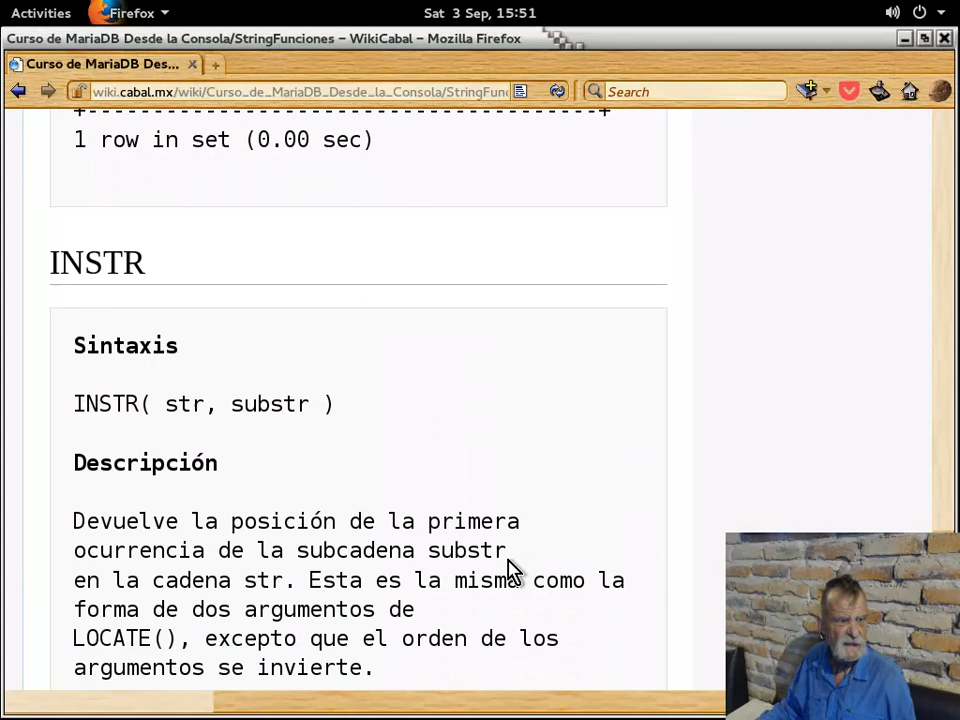 Activities Firefox Sat 3 Sep, 15:51
Curso de MariaDB Desde la Consola/StringFunciones – WikiCabal – Mozilla Firefox
Curso de MariaDB Des...
wiki.cabal.mx/wiki/Curso_de_MariaDB_Desde_la_Consola/StringFunc Search
1 row in set (0.00 sec)
INSTR
Sintaxis
INSTR( str, substr )
Descripción
Devuelve la posición de la primera
ocurrencia de la subcadena substr
en la cadena str. Esta es la misma como la
forma de dos argumentos de
LOCATE(), excepto que el orden de los
argumentos se invierte.